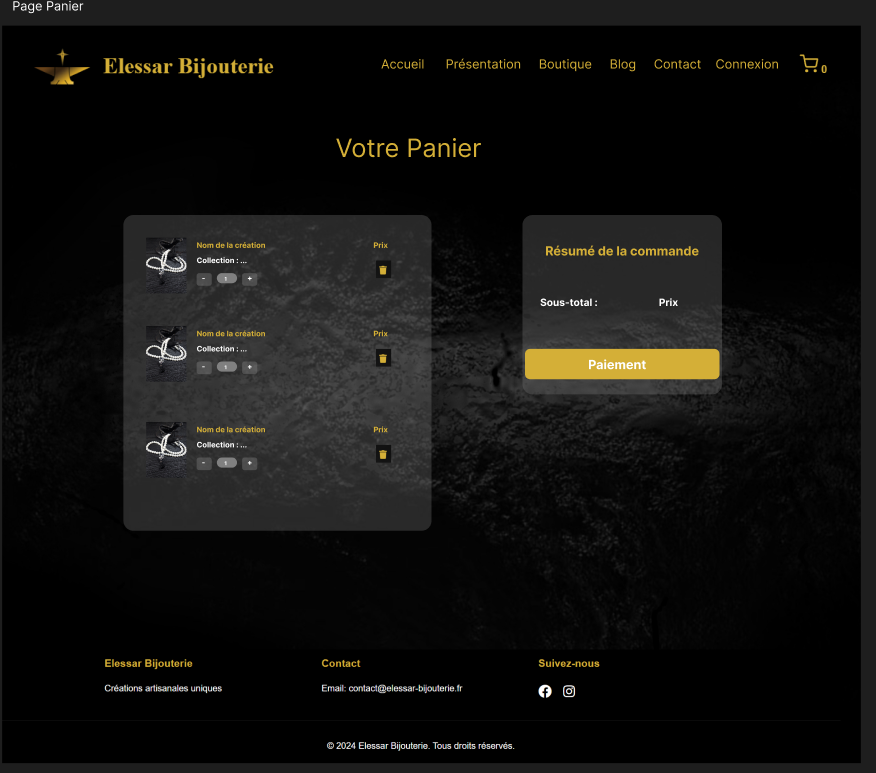 Page Panier
Elessar Bijouterie
Accueil Présentation Boutique Blog Contact Connexion 0
Votre Panier
Nom de la création Prix
Collection : ...
- 1 +
Nom de la création Prix
Collection : ...
- 1 +
Nom de la création Prix
Collection : ...
- 1 +
Résumé de la commande
Sous-total : Prix
Paiement
Elessar Bijouterie
Créations artisanales uniques
Contact
Email: contact@elessar-bijouterie.fr
Suivez-nous
© 2024 Elessar Bijouterie. Tous droits réservés.